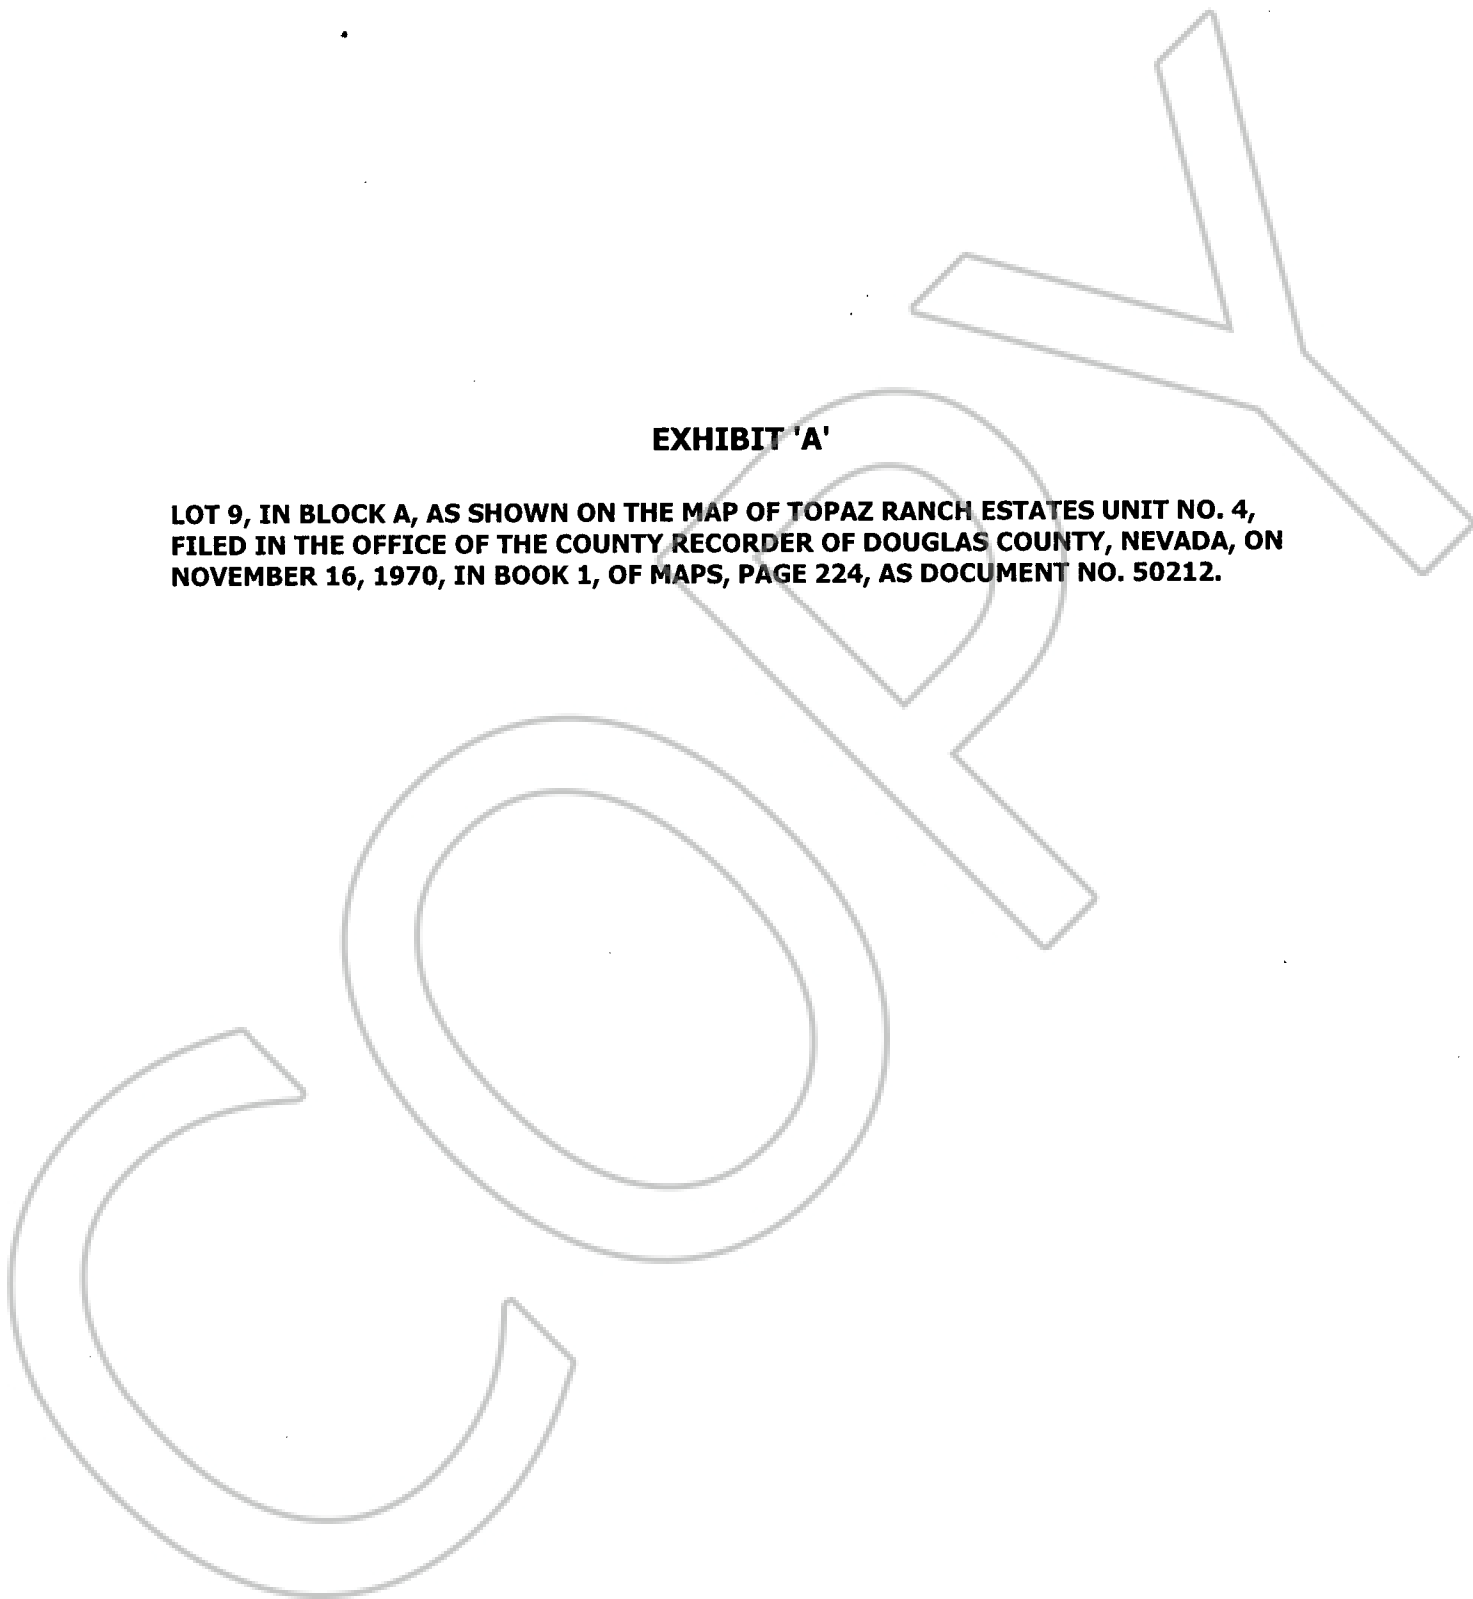 EXHIBIT 'A'
LOT 9, IN BLOCK A, AS SHOWN ON THE MAP OF TOPAZ RANCH ESTATES UNIT NO. 4,
FILED IN THE OFFICE OF THE COUNTY RECORDER OF DOUGLAS COUNTY, NEVADA, ON
NOVEMBER 16, 1970, IN BOOK 1, OF MAPS, PAGE 224, AS DOCUMENT NO. 50212.
COPY